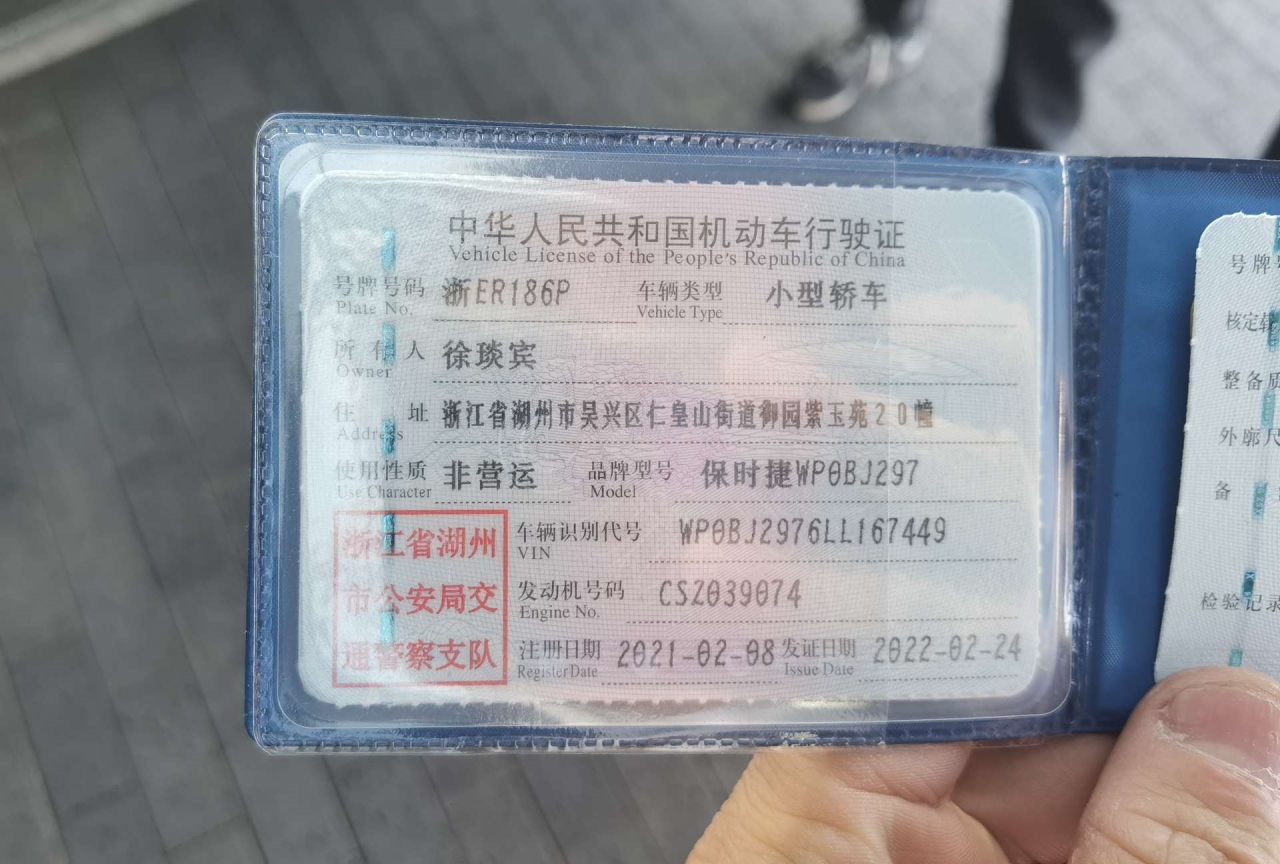 中华人民共和国机动车行驶证
Vehicle License of the People's Republic of China
号牌号码 浙ER186P 车辆类型 小型轿车
Plate No. Vehicle Type
所有人 徐琰宾
Owner
住址 浙江省湖州市吴兴区仁皇山街道御园紫玉苑20幢
Address
使用性质 非营运 品牌型号 保时捷WP0BJ297
Use Character Model
浙江省湖州
市公安局交
通警察支队
车辆识别代号 WP0BJ2976LL167449
VIN
发动机号码 CSZ039074
Engine No.
注册日期 2021-02-08 发证日期 2022-02-24
Register Date Issue Date
号牌
核定
整备质
外廓尺
备
检验记录